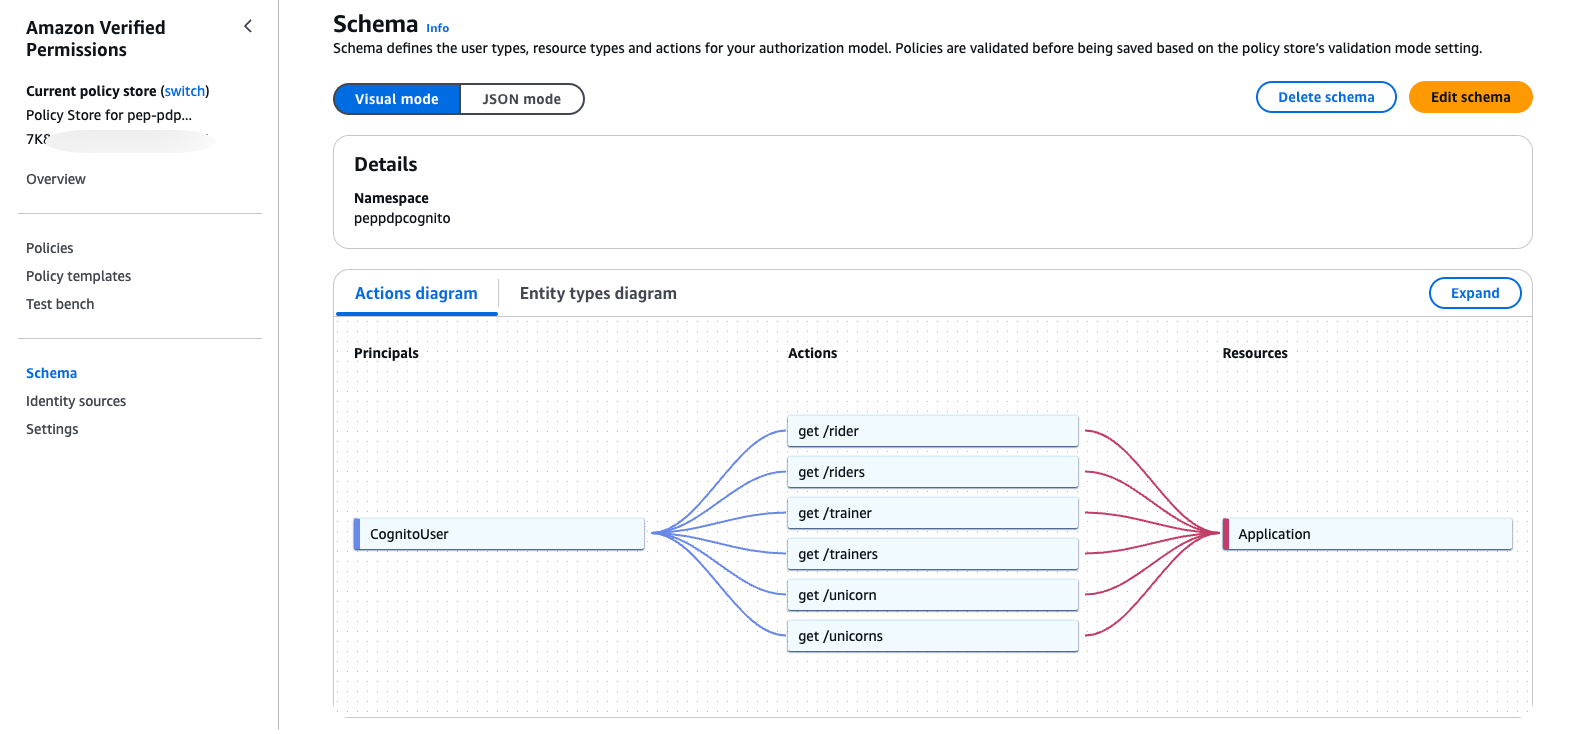 Amazon Verified
Permissions
Current policy store (switch)
Policy Store for pep-pdp...
7K8
Overview
Policies
Policy templates
Test bench
Schema
Identity sources
Settings
Schema Info
Schema defines the user types, resource types and actions for your authorization model. Policies are validated before being saved based on the policy store's validation mode setting.
Visual mode JSON mode
Delete schema Edit schema
Details
Namespace
peppdpcognito
Actions diagram Entity types diagram Expand
Principals Actions Resources
get /rider
get /riders
get /trainer
CognitoUser Application
get /trainers
get /unicorn
get /unicorns